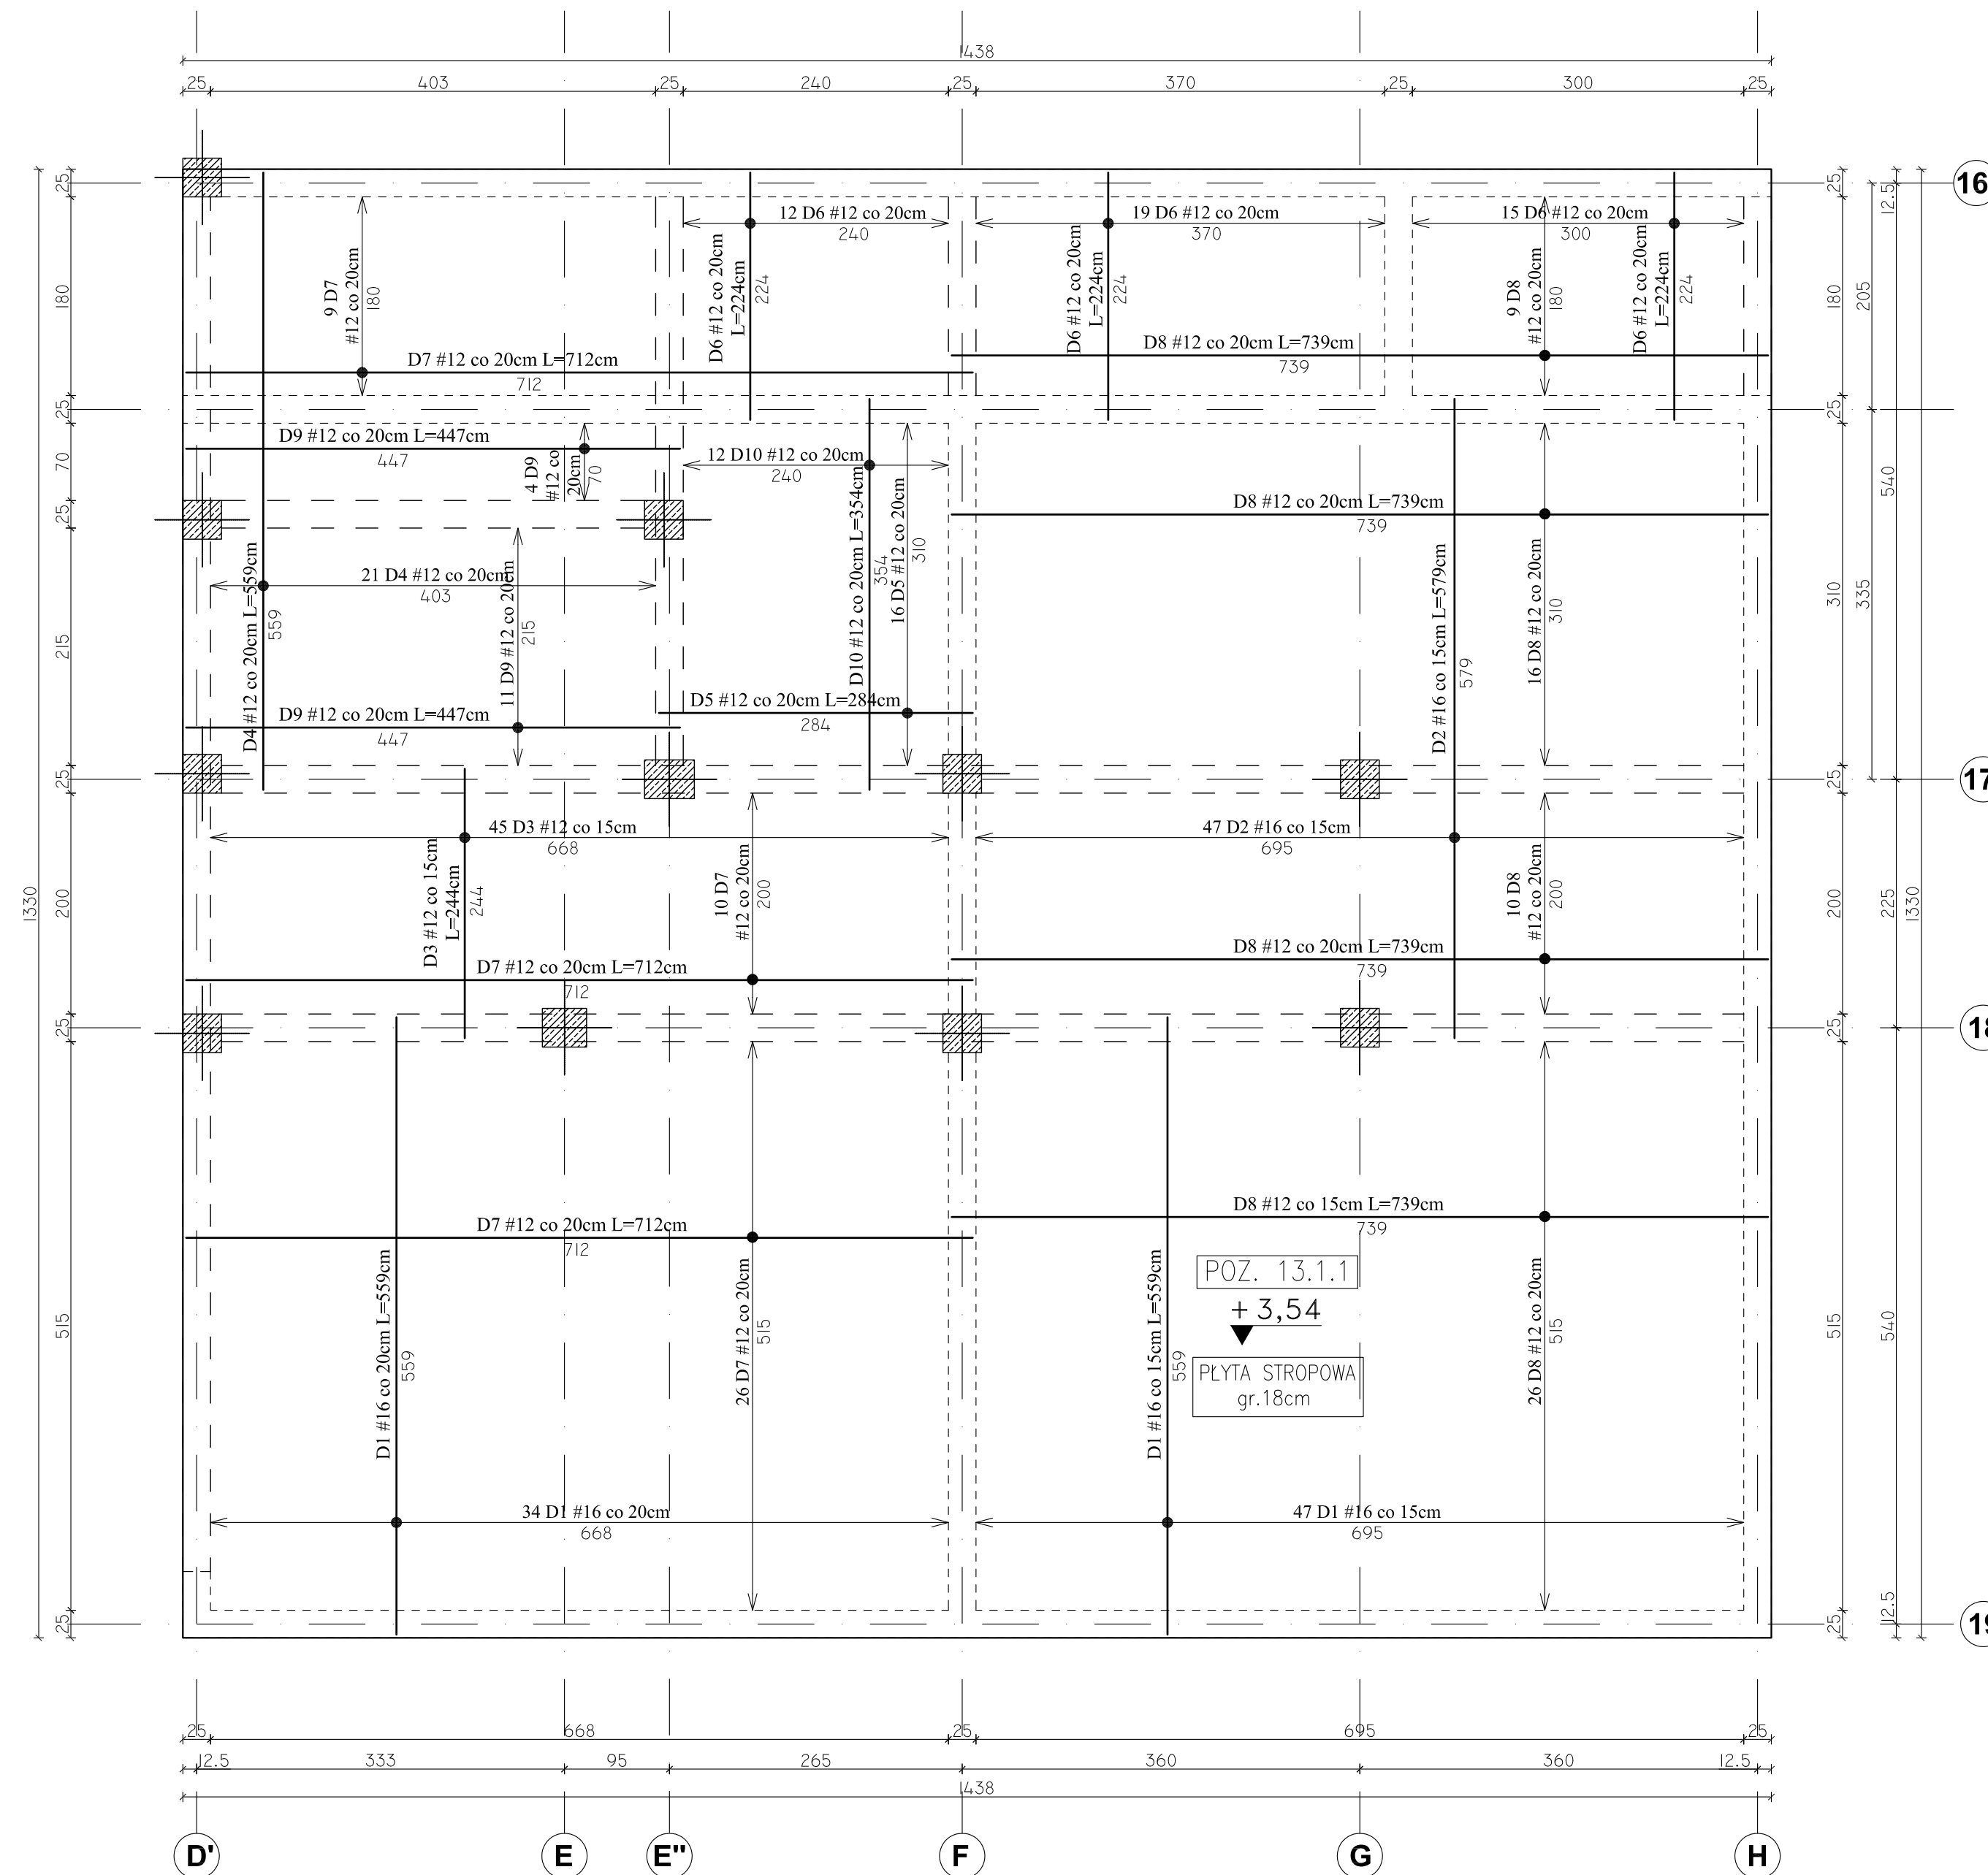 1438
25 403 25 240 25 370 25 300 25
16
12 D6 #12 co 20cm
240
19 D6 #12 co 20cm
370
15 D6 #12 co 20cm
300
9 D7
#12 co 20cm
180
D6 #12 co 20cm
L=224cm
224
D6 #12 co 20cm
L=224cm
224
9 D8
#12 co 20cm
180
D6 #12 co 20cm
L=224cm
224
D7 #12 co 20cm L=712cm
712
D8 #12 co 20cm L=739cm
739
D9 #12 co 20cm L=447cm
447
4 D9
#12 co
20cm
70
12 D10 #12 co 20cm
240
D8 #12 co 20cm L=739cm
739
D4 #12 co 20cm L=559cm
559
21 D4 #12 co 20cm
403
11 D9 #12 co 20cm
215
D10 #12 co 20cm L=354cm
354
16 D5 #12 co 20cm
310
D2 #16 co 15cm L=579cm
579
16 D8 #12 co 20cm
310
D9 #12 co 20cm L=447cm
447
D5 #12 co 20cm L=284cm
284
17
45 D3 #12 co 15cm
668
47 D2 #16 co 15cm
695
D3 #12 co 15cm
L=244cm
244
10 D7
#12 co 20cm
200
10 D8
#12 co 20cm
200
D7 #12 co 20cm L=712cm
712
D8 #12 co 20cm L=739cm
739
18
D7 #12 co 20cm L=712cm
712
D8 #12 co 15cm L=739cm
739
D1 #16 co 20cm L=559cm
559
26 D7 #12 co 20cm
515
D1 #16 co 15cm L=559cm
559
POZ. 13.1.1
+ 3,54
PŁYTA STROPOWA
gr.18cm
26 D8 #12 co 20cm
515
34 D1 #16 co 20cm
668
47 D1 #16 co 15cm
695
19
1330
25 180 25 70 25 215 25 200 25 515 25
25 180 25 310 25 200 25 515 25
205 335
12.5 540 225 540 12.5
1330
25 668 25 695 25
12.5 333 95 265 360 360 12.5
1438
D' E E" F G H